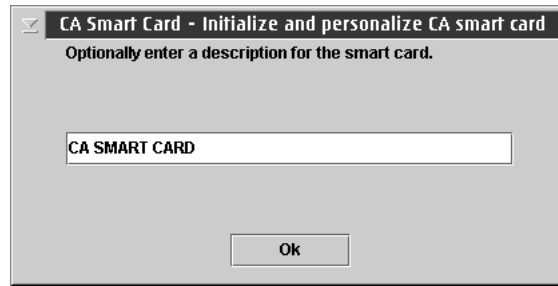 CA Smart Card - Initialize and personalize CA smart card
Optionally enter a description for the smart card.
CA SMART CARD
Ok